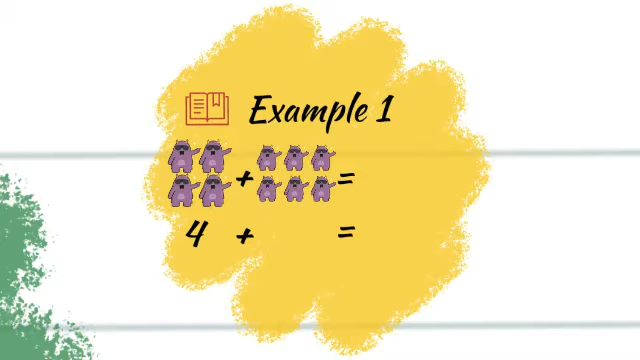 Example 1
+ =
4 + =